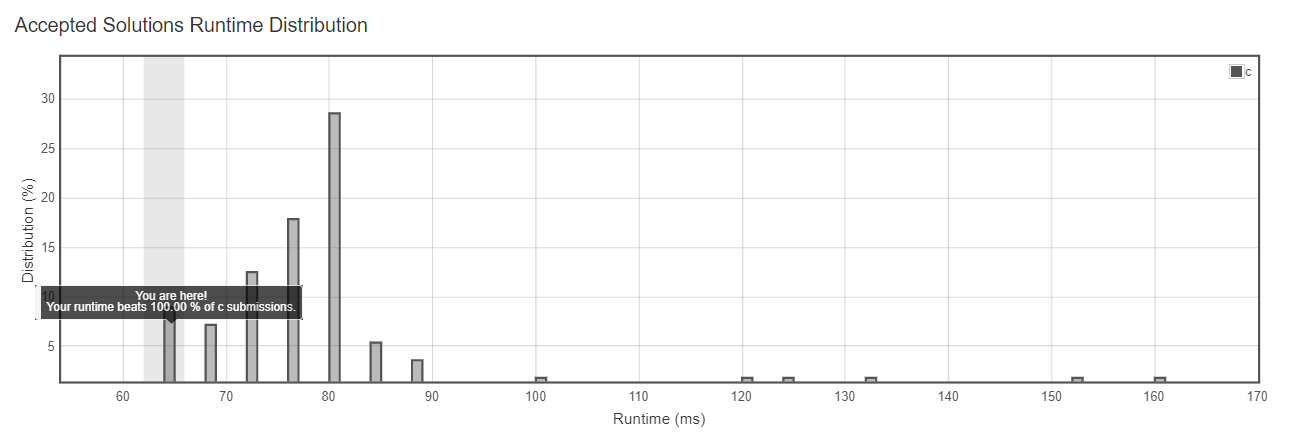 Accepted Solutions Runtime Distribution
c
30
25
20
15
10
5
Distribution (%)
You are here!
Your runtime beats 100.00 % of c submissions.
60 70 80 90 100 110 120 130 140 150 160 170
Runtime (ms)